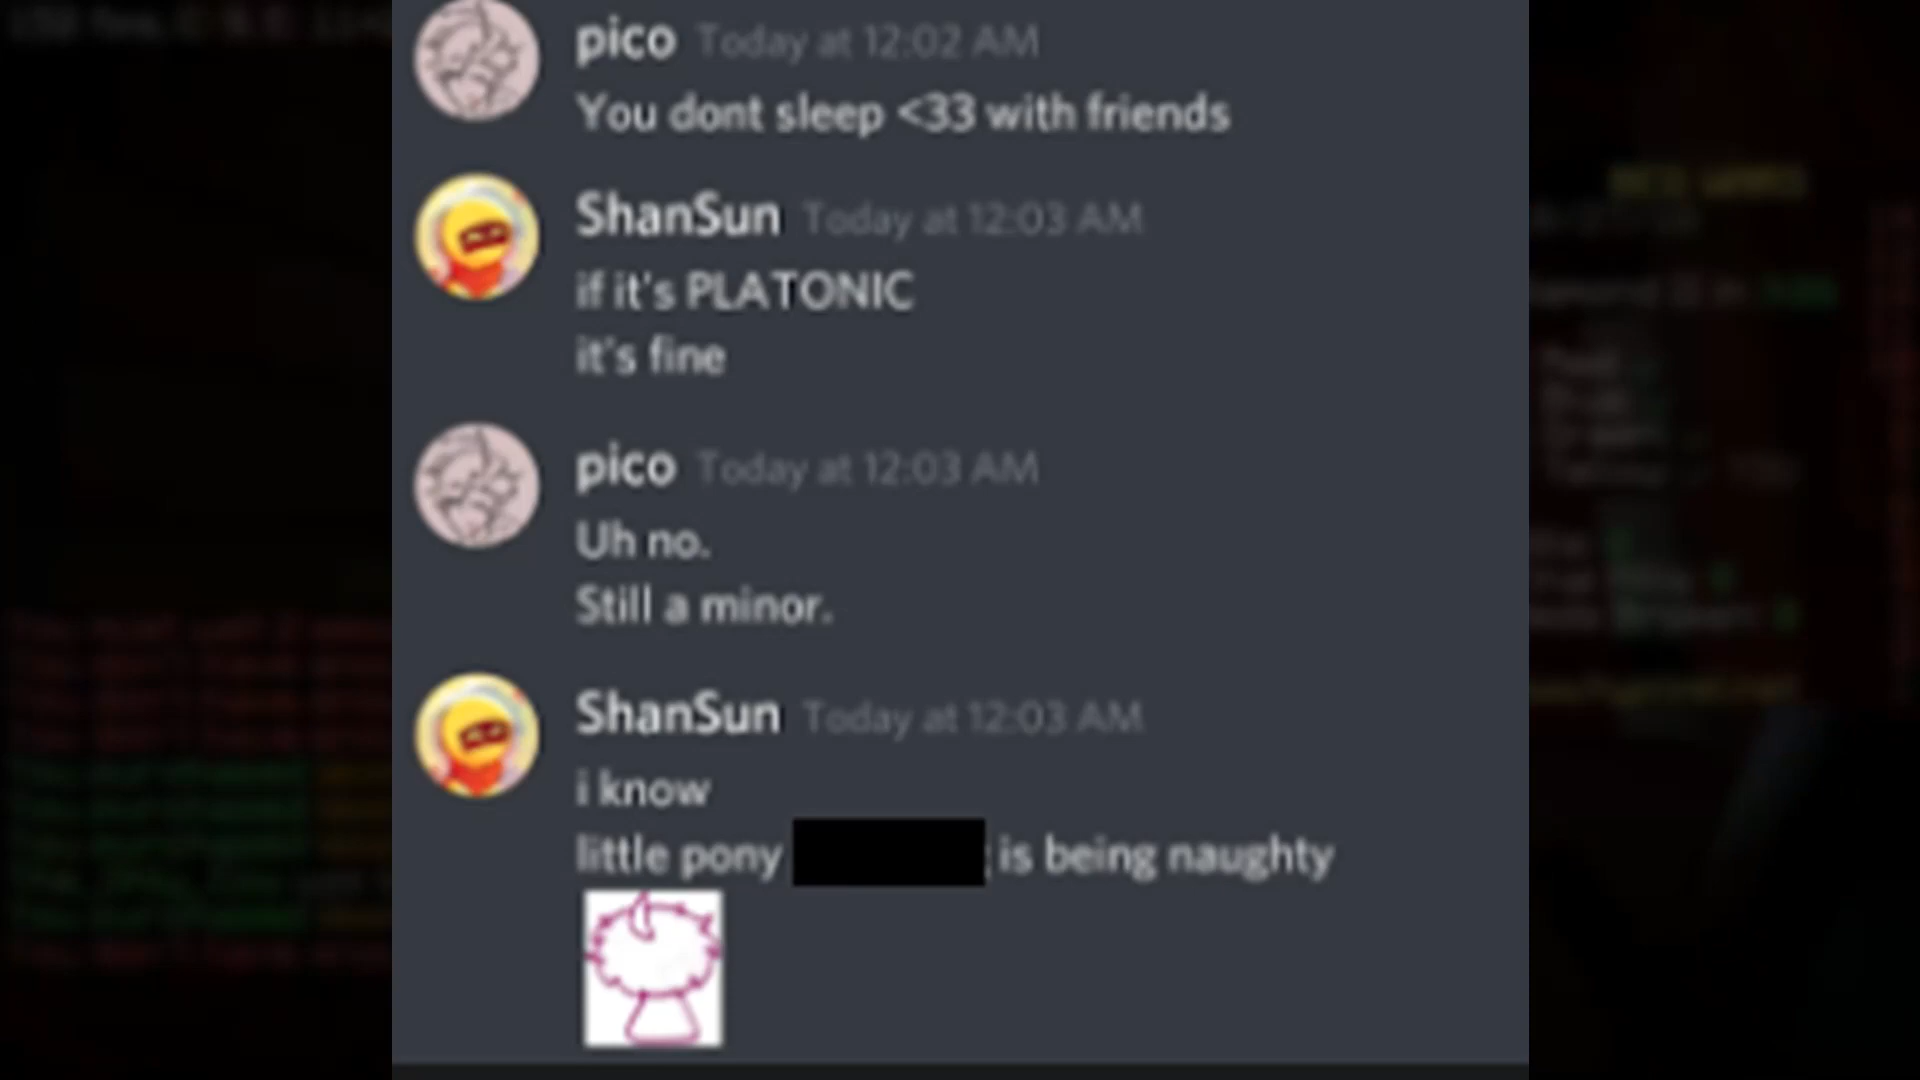 pico Today at 12:02 AM
You dont sleep <33 with friends
ShanSun Today at 12:03 AM
if it's PLATONIC
it's fine
pico Today at 12:03 AM
Uh no.
Still a minor.
ShanSun Today at 12:03 AM
i know
little pony is being naughty